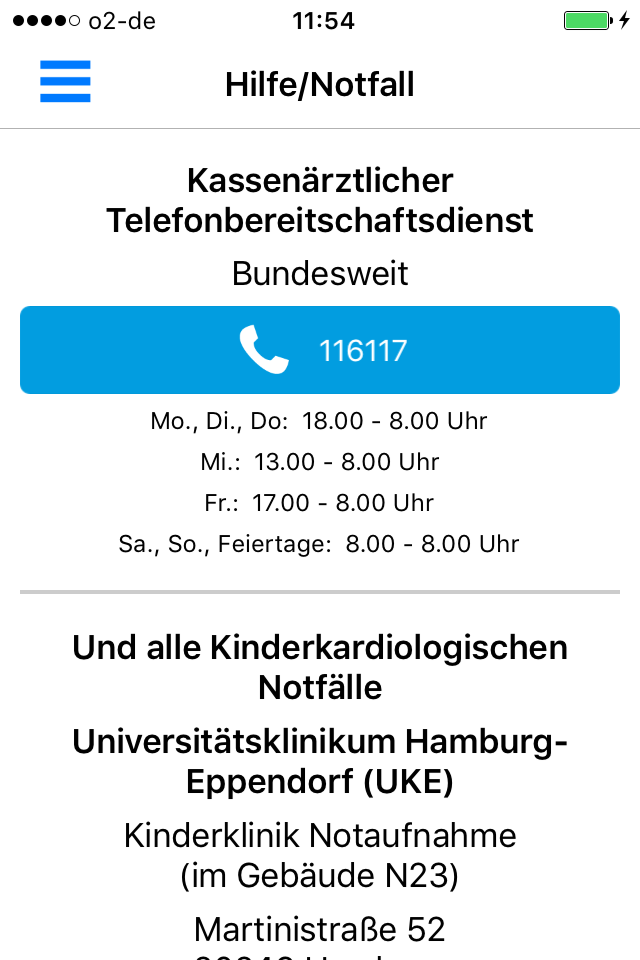 o2-de 11:54
Hilfe/Notfall
Kassenärztlicher
Telefonbereitschaftsdienst
Bundesweit
116117
Mo., Di., Do: 18.00 - 8.00 Uhr
Mi.: 13.00 - 8.00 Uhr
Fr.: 17.00 - 8.00 Uhr
Sa., So., Feiertage: 8.00 - 8.00 Uhr
Und alle Kinderkardiologischen
Notfälle
Universitätsklinikum Hamburg-
Eppendorf (UKE)
Kinderklinik Notaufnahme
(im Gebäude N23)
Martinistraße 52